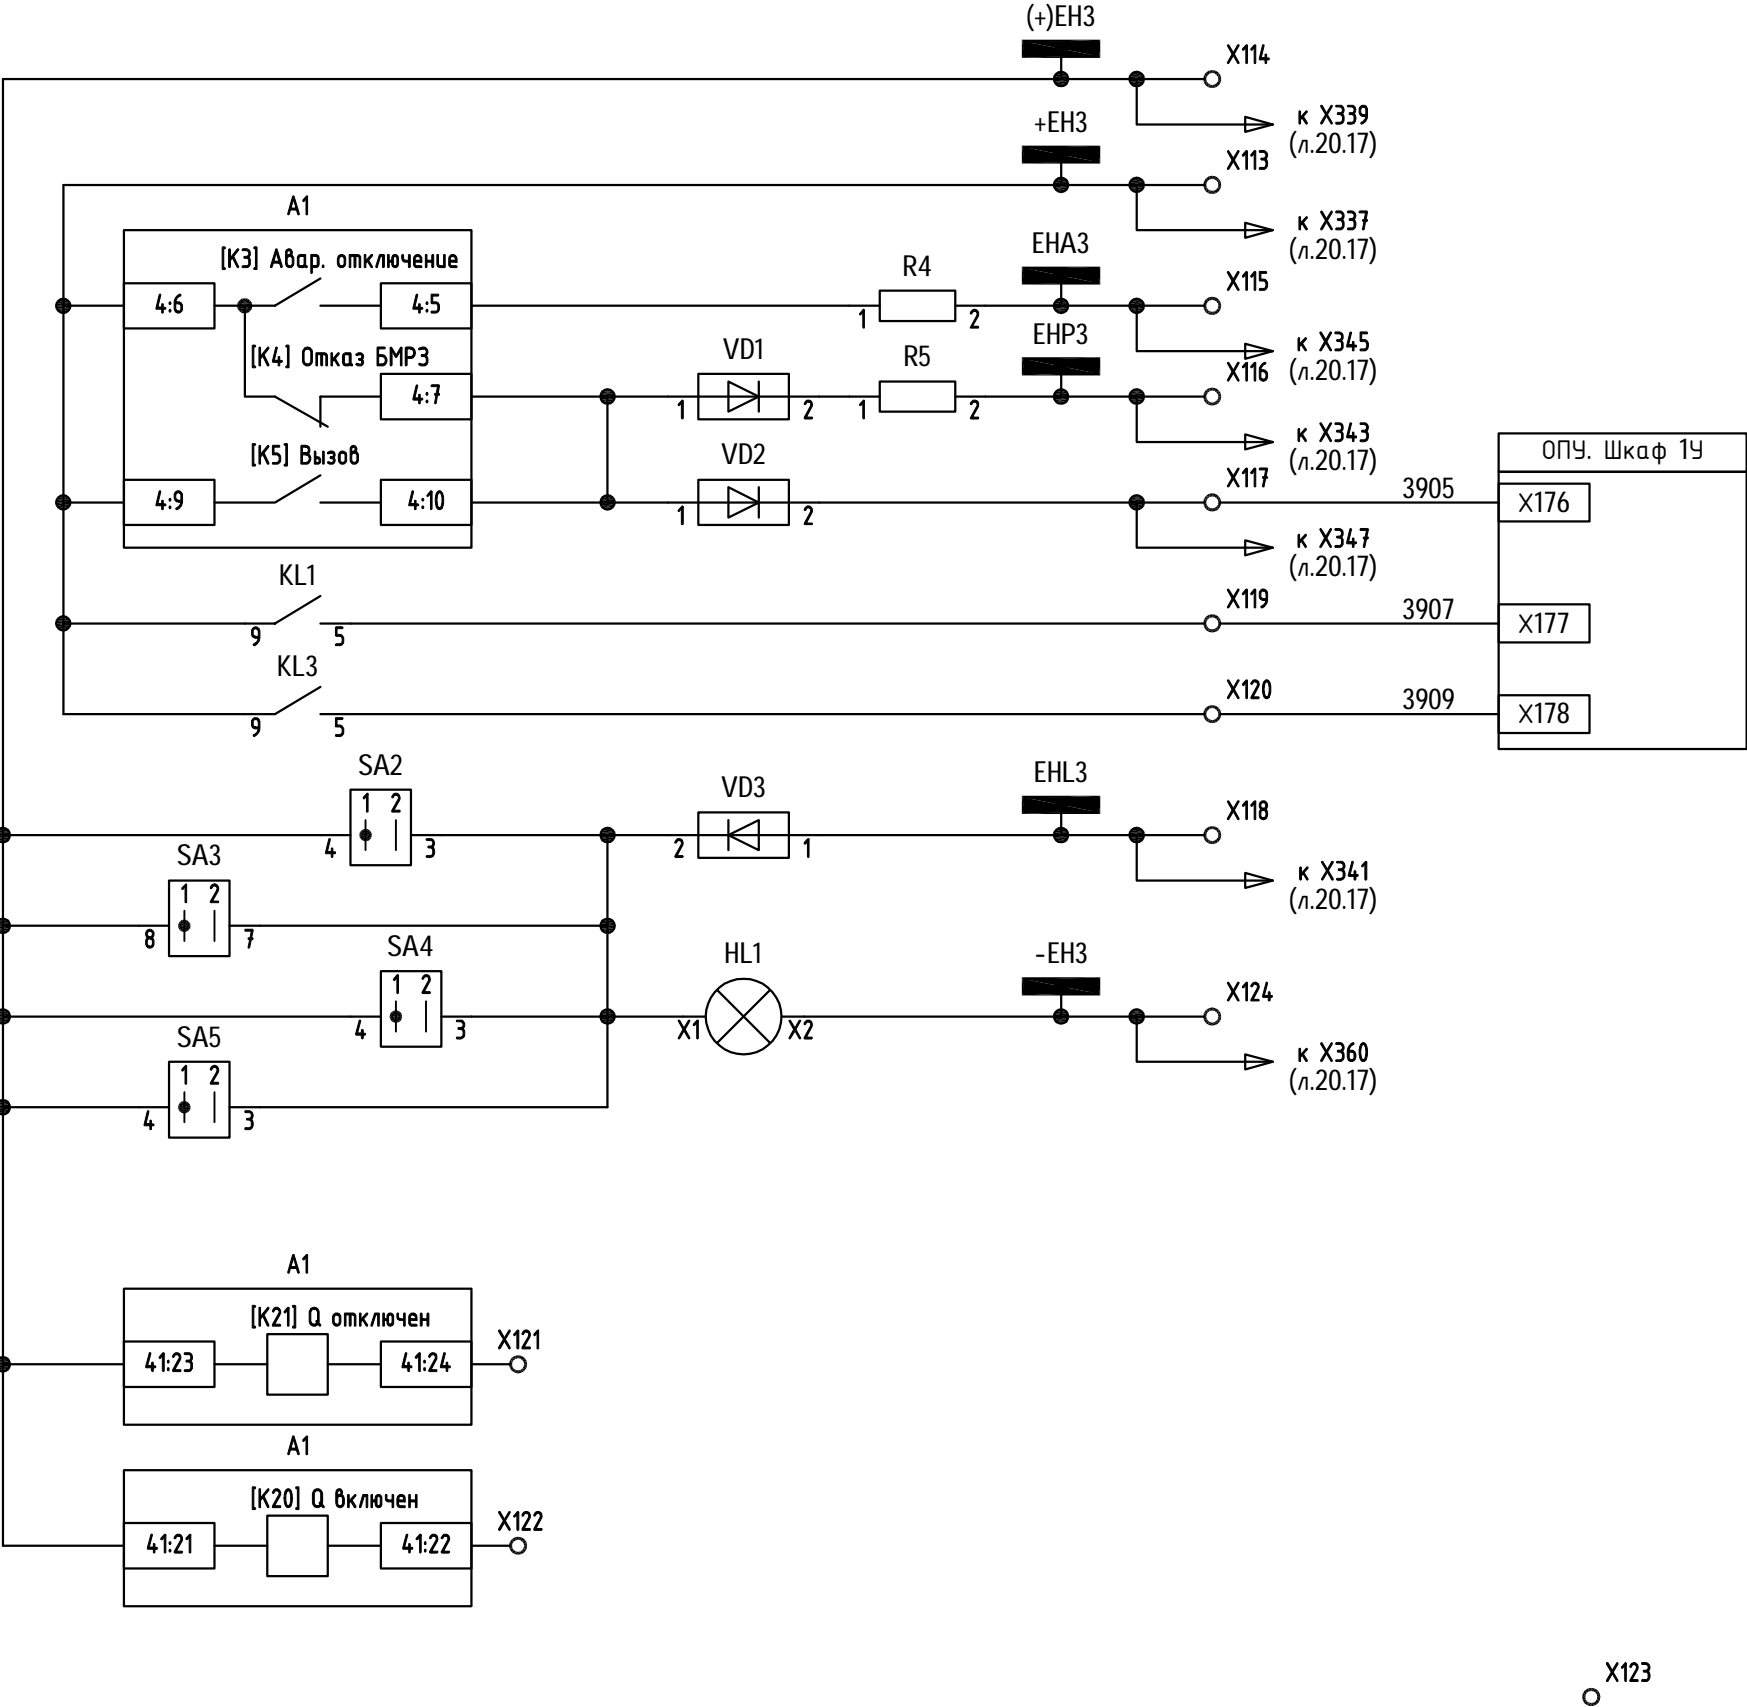 (+)EH3
X114
к X339
(л.20.17)
+EH3
X113
к X337
(л.20.17)
A1
[K3] Авар. отключение
4:6
4:5
R4
1
2
EHA3
X115
к X345
(л.20.17)
[K4] Отказ БМРЗ
4:7
VD1
1
2
R5
1
2
EHP3
X116
к X343
(л.20.17)
[K5] Вызов
4:9
4:10
VD2
1
2
X117
3905
к X347
(л.20.17)
ОПУ. Шкаф 1У
X176
KL1
9
5
X119
3907
X177
KL3
9
5
X120
3909
X178
SA2
1 2
4
3
VD3
2
1
EHL3
X118
к X341
(л.20.17)
SA3
1 2
8
7
SA4
1 2
4
3
HL1
X1
X2
-EH3
X124
к X360
(л.20.17)
SA5
1 2
4
3
A1
[K21] Q отключен
41:23
41:24
X121
A1
[K20] Q включен
41:21
41:22
X122
X123